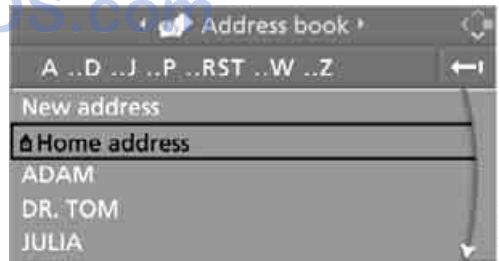 Address book
A ..D ..J ..P ..RST ..W ..Z
New address
Home address
ADAM
DR. TOM
JULIA